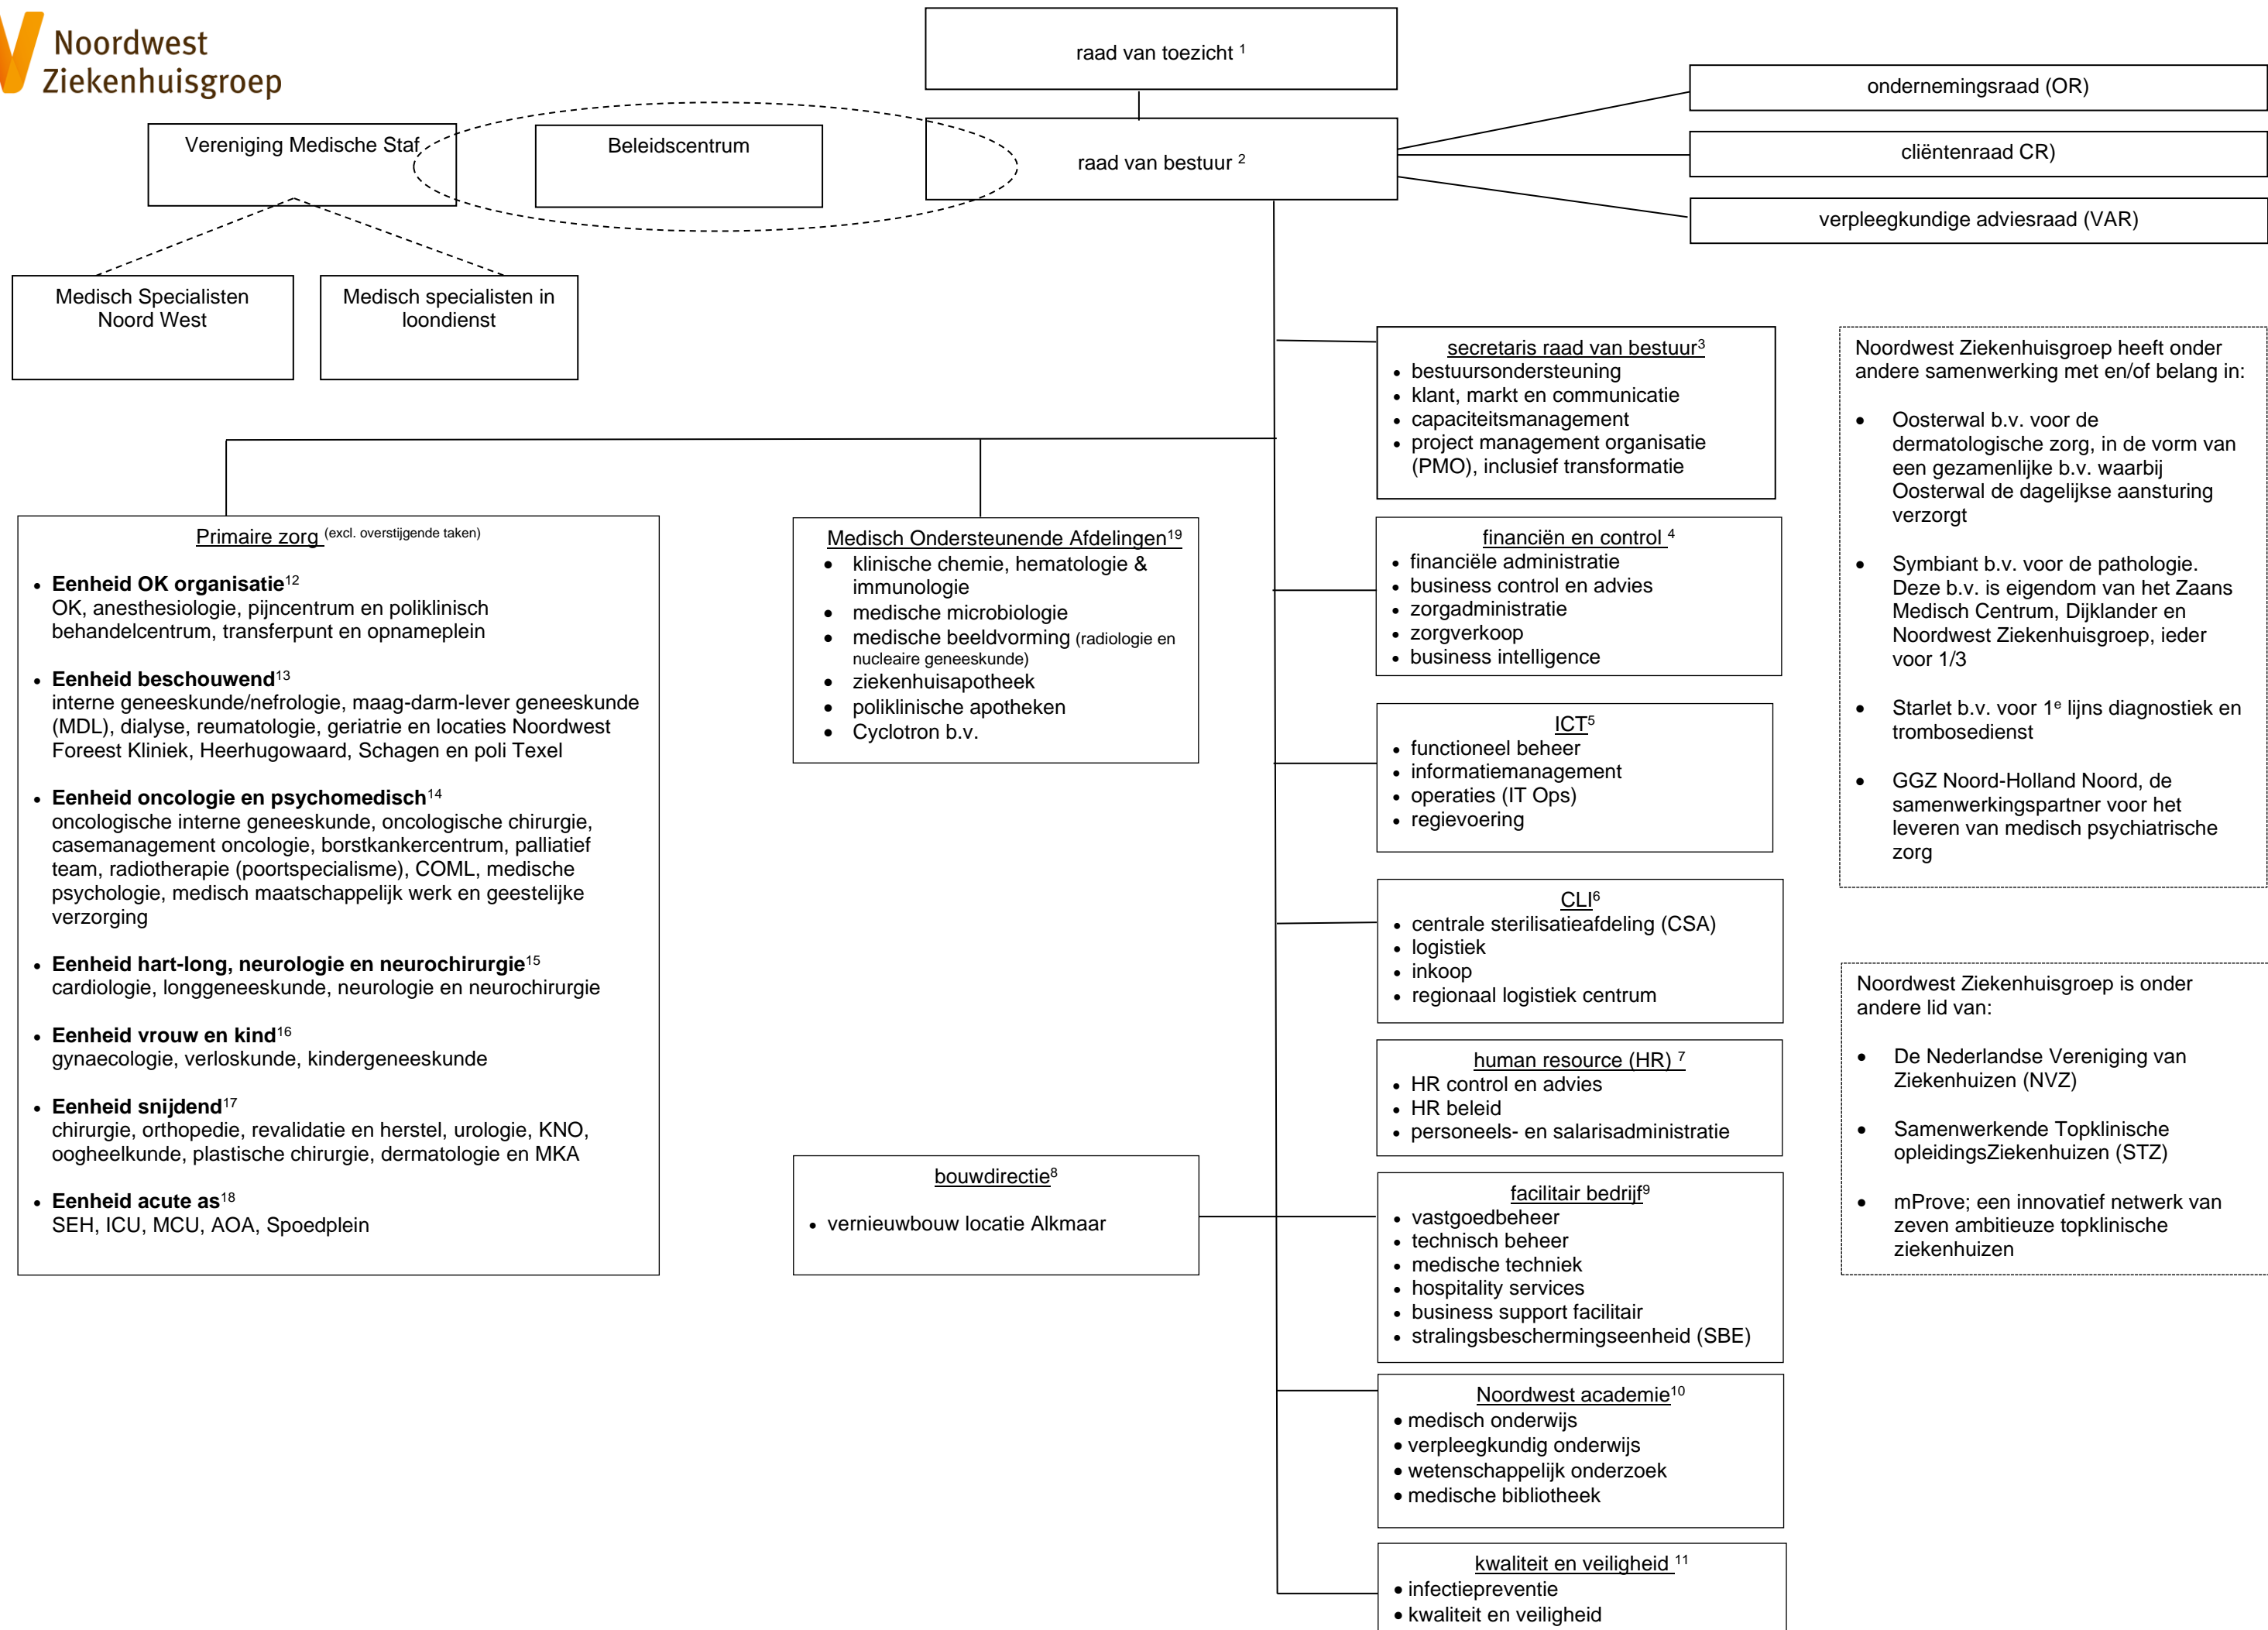 Noordwest
Ziekenhuisgroep
raad van toezicht 1
ondernemingsraad (OR)
Vereniging Medische Staf
Beleidscentrum
raad van bestuur 2
cliëntenraad CR)
verpleegkundige adviesraad (VAR)
Medisch Specialisten
Noord West
Medisch specialisten in
loondienst
secretaris raad van bestuur3
• bestuursondersteuning
• klant, markt en communicatie
• capaciteitsmanagement
• project management organisatie
(PMO), inclusief transformatie
Noordwest Ziekenhuisgroep heeft onder
andere samenwerking met en/of belang in:
• Oosterwal b.v. voor de
dermatologische zorg, in de vorm van
een gezamenlijke b.v. waarbij
Oosterwal de dagelijkse aansturing
verzorgt
• Symbiant b.v. voor de pathologie.
Deze b.v. is eigendom van het Zaans
Medisch Centrum, Dijklander en
Noordwest Ziekenhuisgroep, ieder
voor 1/3
• Starlet b.v. voor 1e lijns diagnostiek en
trombosedienst
• GGZ Noord-Holland Noord, de
samenwerkingspartner voor het
leveren van medisch psychiatrische
zorg
Primaire zorg (excl. overstijgende taken)
• Eenheid OK organisatie12
OK, anesthesiologie, pijncentrum en poliklinisch
behandelcentrum, transferpunt en opnameplein
• Eenheid beschouwend13
interne geneeskunde/nefrologie, maag-darm-lever geneeskunde
(MDL), dialyse, reumatologie, geriatrie en locaties Noordwest
Foreest Kliniek, Heerhugowaard, Schagen en poli Texel
• Eenheid oncologie en psychomedisch14
oncologische interne geneeskunde, oncologische chirurgie,
casemanagement oncologie, borstkankercentrum, palliatief
team, radiotherapie (poortspecialisme), COML, medische
psychologie, medisch maatschappelijk werk en geestelijke
verzorging
• Eenheid hart-long, neurologie en neurochirurgie15
cardiologie, longgeneeskunde, neurologie en neurochirurgie
• Eenheid vrouw en kind16
gynaecologie, verloskunde, kindergeneeskunde
• Eenheid snijdend17
chirurgie, orthopedie, revalidatie en herstel, urologie, KNO,
oogheelkunde, plastische chirurgie, dermatologie en MKA
• Eenheid acute as18
SEH, ICU, MCU, AOA, Spoedplein
Medisch Ondersteunende Afdelingen19
• klinische chemie, hematologie &
immunologie
• medische microbiologie
• medische beeldvorming (radiologie en
nucleaire geneeskunde)
• ziekenhuisapotheek
• poliklinische apotheken
• Cyclotron b.v.
financiën en control 4
• financiële administratie
• business control en advies
• zorgadministratie
• zorgverkoop
• business intelligence
ICT5
• functioneel beheer
• informatiemanagement
• operaties (IT Ops)
• regievoering
CLI6
• centrale sterilisatieafdeling (CSA)
• logistiek
• inkoop
• regionaal logistiek centrum
Noordwest Ziekenhuisgroep is onder
andere lid van:
• De Nederlandse Vereniging van
Ziekenhuizen (NVZ)
• Samenwerkende Topklinische
opleidingsZiekenhuizen (STZ)
• mProve; een innovatief netwerk van
zeven ambitieuze topklinische
ziekenhuizen
human resource (HR) 7
• HR control en advies
• HR beleid
• personeels- en salarisadministratie
bouwdirectie8
• vernieuwbouw locatie Alkmaar
facilitair bedrijf9
• vastgoedbeheer
• technisch beheer
• medische techniek
• hospitality services
• business support facilitair
• stralingsbeschermingseenheid (SBE)
Noordwest academie10
• medisch onderwijs
• verpleegkundig onderwijs
• wetenschappelijk onderzoek
• medische bibliotheek
kwaliteit en veiligheid 11
• infectiepreventie
• kwaliteit en veiligheid